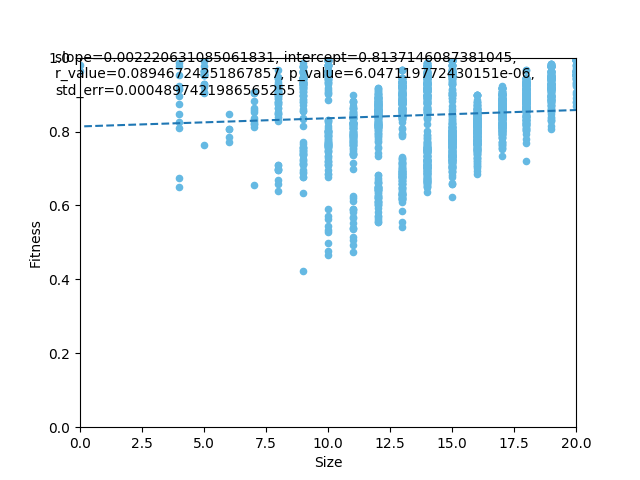 slope=0.002220631085061831, intercept=0.8137146087381045,
r_value=0.08946724251867857, p_value=6.047119772430151e-06,
std_err=0.0004897421986565255
1.0
0.8
0.6
0.4
0.2
0.0
Fitness
0.0 2.5 5.0 7.5 10.0 12.5 15.0 17.5 20.0
Size